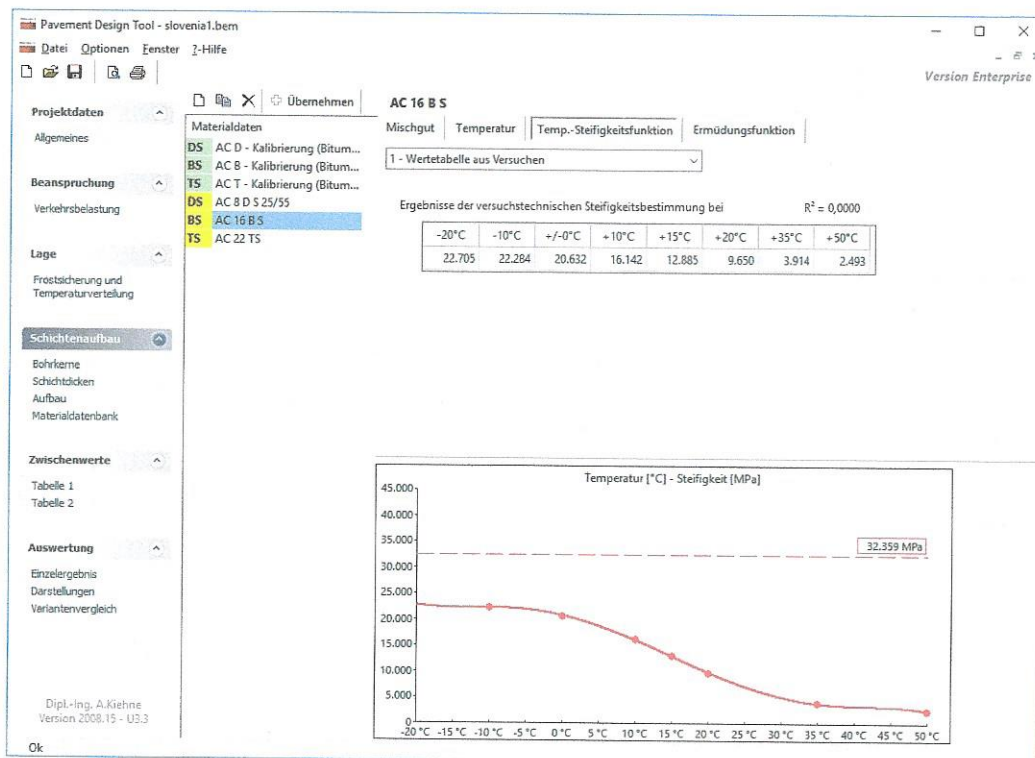 Pavement Design Tool - slovenia1.bem
Datei Optionen Fenster ?-Hilfe
Version Enterprise
Projektdaten
Allgemeines
Beanspruchung
Verkehrsbelastung
Lage
Frostsicherung und
Temperaturverteilung
Schichtenaufbau
Bohrkerne
Schichtdicken
Aufbau
Materialdatenbank
Zwischenwerte
Tabelle 1
Tabelle 2
Auswertung
Einzelergebnis
Darstellungen
Variantenvergleich
Dipl.-Ing. A.Kiehne
Version 2008.15 - U3.3
Ok
Übernehmen
Materialdaten
DS AC D - Kalibrierung (Bitum...
BS AC B - Kalibrierung (Bitum...
TS AC T - Kalibrierung (Bitum...
DS AC 8 D S 25/55
BS AC 16 B S
TS AC 22 TS
AC 16 B S
Mischgut Temperatur Temp.-Steifigkeitsfunktion Ermüdungsfunktion
1 - Wertetabelle aus Versuchen
Ergebnisse der versuchstechnischen Steifigkeitsbestimmung bei R² = 0,0000
-20°C -10°C +/-0°C +10°C +15°C +20°C +35°C +50°C
22.705 22.284 20.632 16.142 12.885 9.650 3.914 2.493
Temperatur [°C] - Steifigkeit [MPa]
45.000
40.000
35.000
30.000
25.000
20.000
15.000
10.000
5.000
0
32.359 MPa
-20 °C -15 °C -10 °C -5 °C 0 °C 5 °C 10 °C 15 °C 20 °C 25 °C 30 °C 35 °C 40 °C 45 °C 50 °C